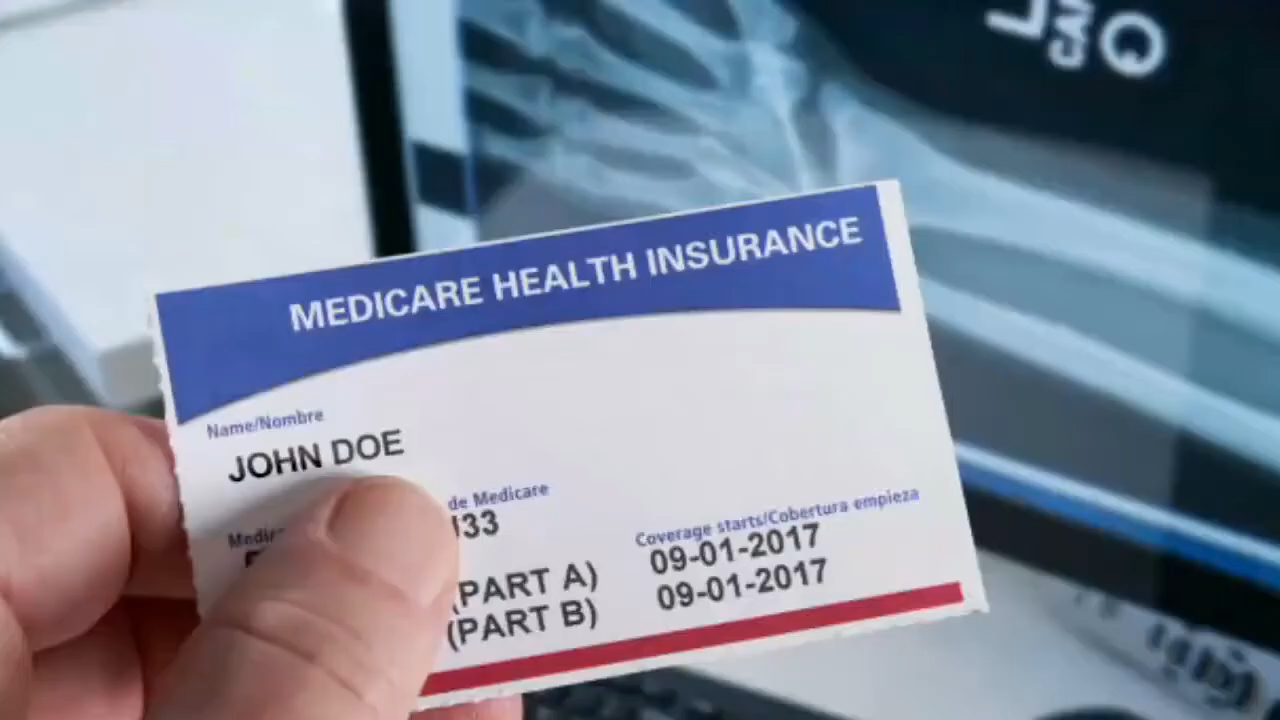 MEDICARE HEALTH INSURANCE
Name/Nombre
JOHN DOE
de Medicare
33
(PART A)
(PART B)
Coverage starts/Cobertura empieza
09-01-2017
09-01-2017